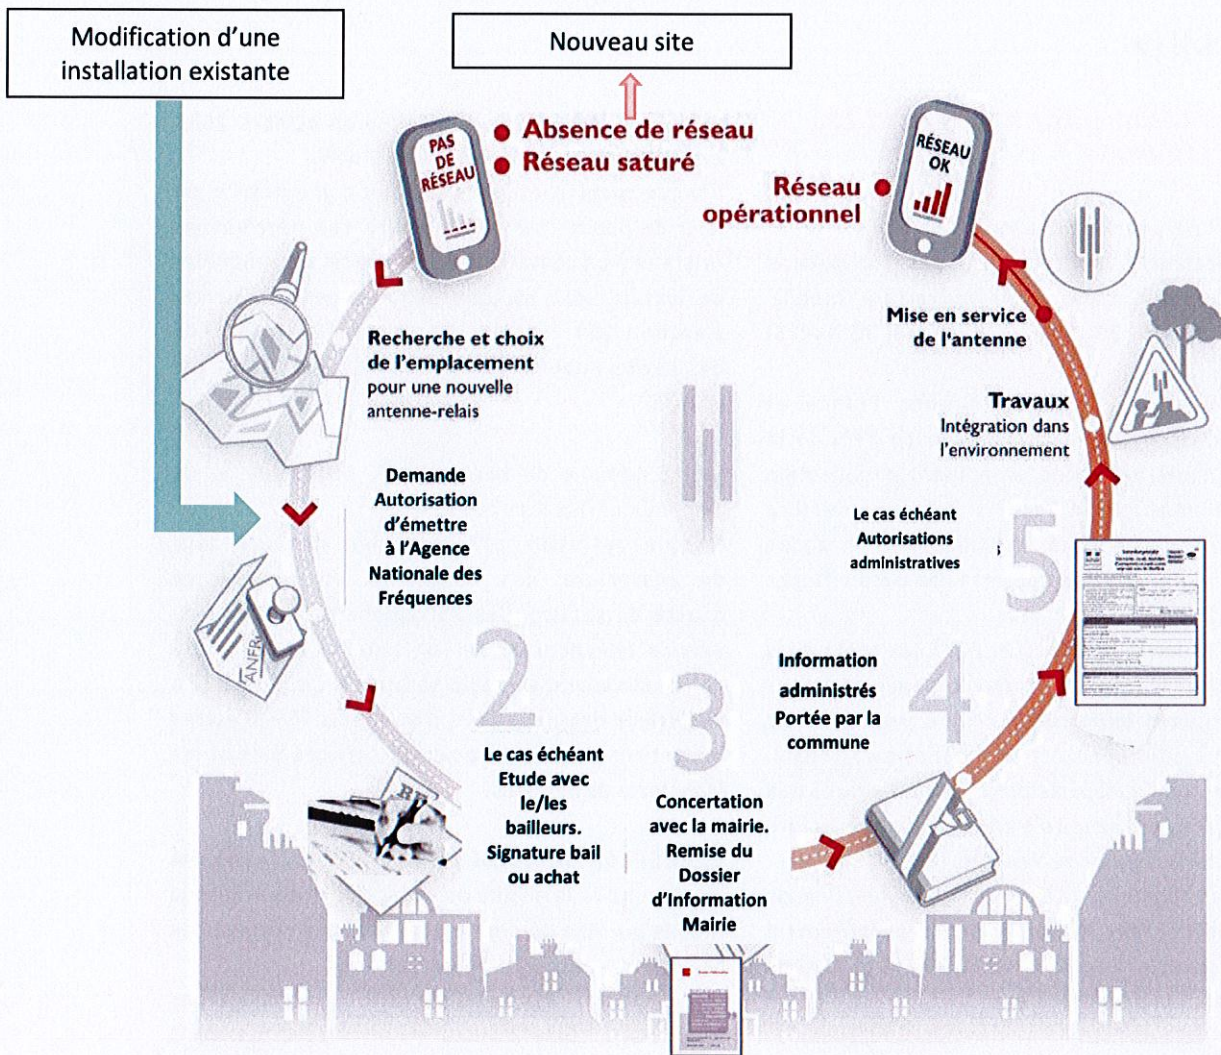 Modification d’une
installation existante
Nouveau site
Absence de réseau
Réseau saturé
PAS
DE
RÉSEAU
RÉSEAU
OK
Réseau
opérationnel
Recherche et choix
de l’emplacement
pour une nouvelle
antenne-relais
Mise en service
de l'antenne
Travaux
Intégration dans
l’environnement
Demande
Autorisation
d’émettre
à l’Agence
Nationale des
Fréquences
ANFR
2
Le cas échéant
Etude avec
le/les
bailleurs.
Signature bail
ou achat
3
Concertation
avec la mairie.
Remise du
Dossier
d’Information
Mairie
4
Information
administrés
Portée par la
commune
5
Le cas échéant
Autorisations
administratives